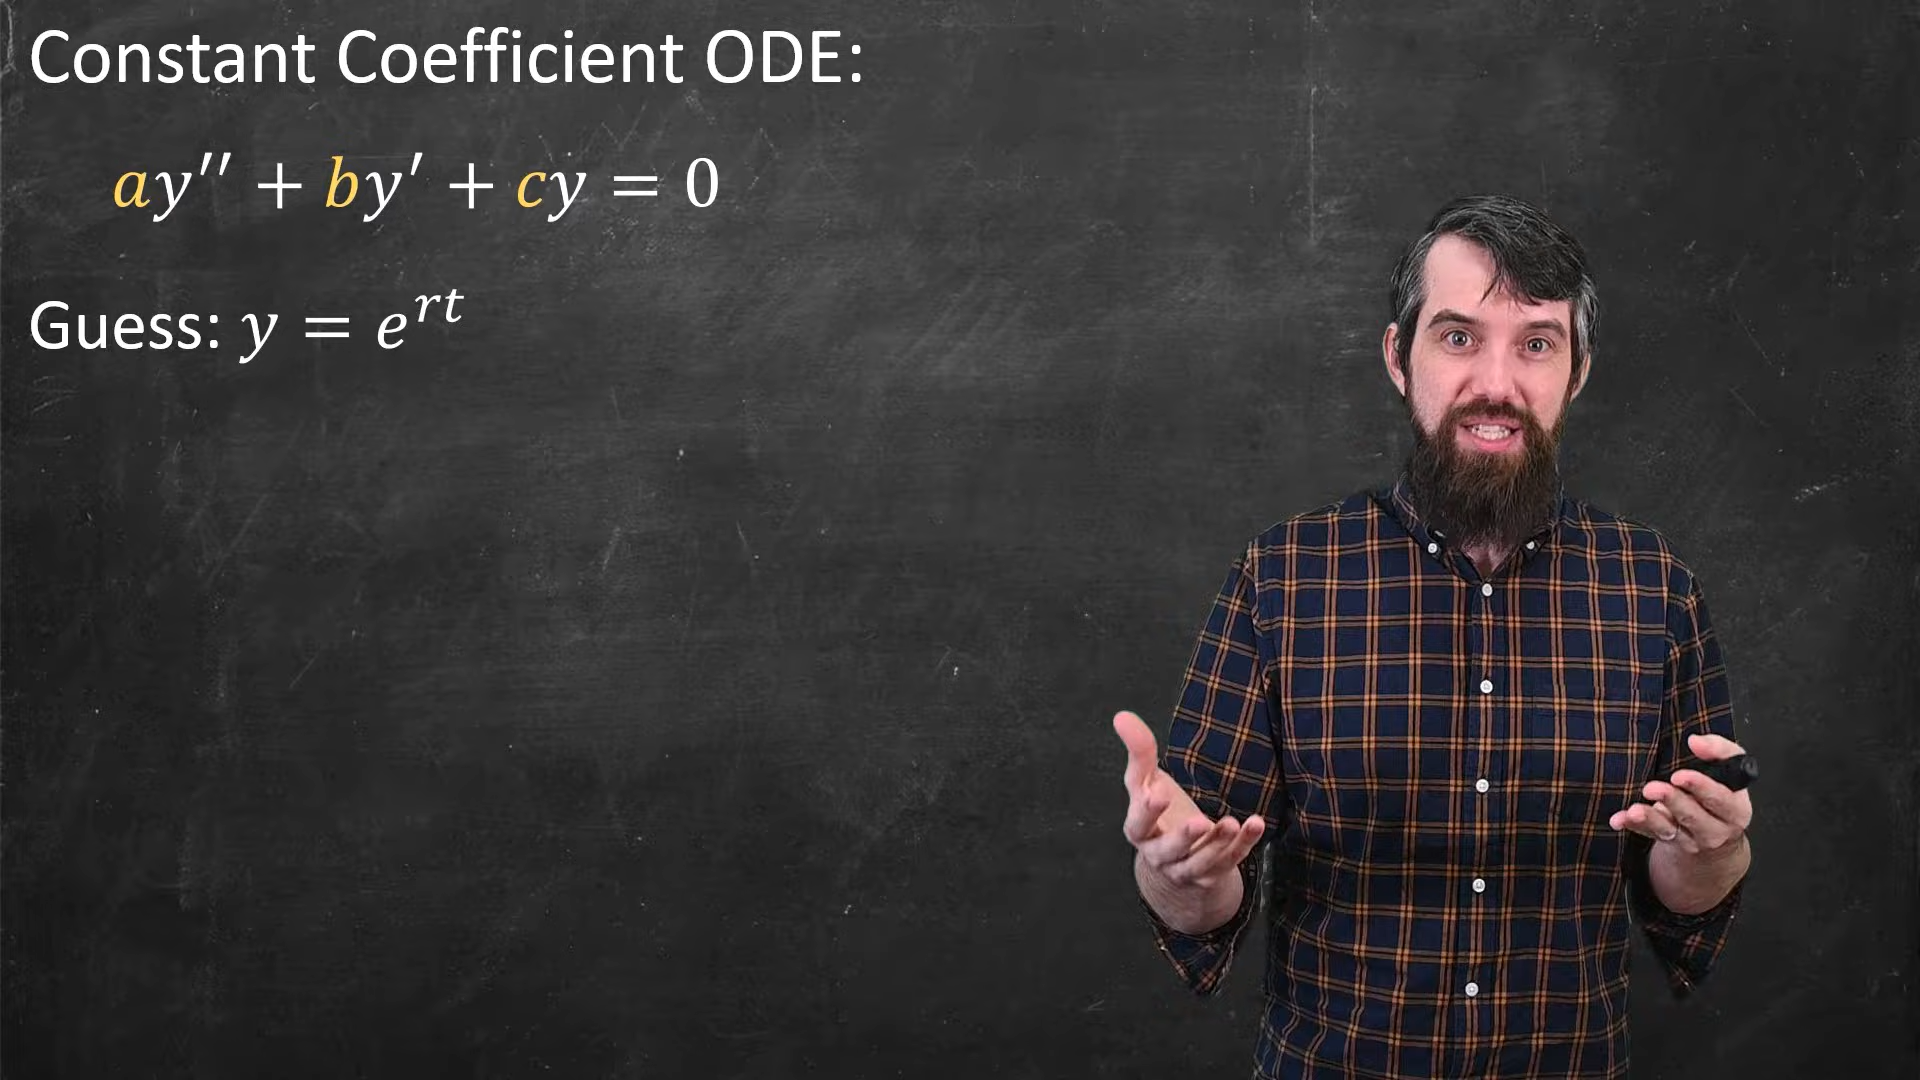 Constant Coefficient ODE:
ay′′ + by′ + cy = 0
Guess: y = e^{rt}